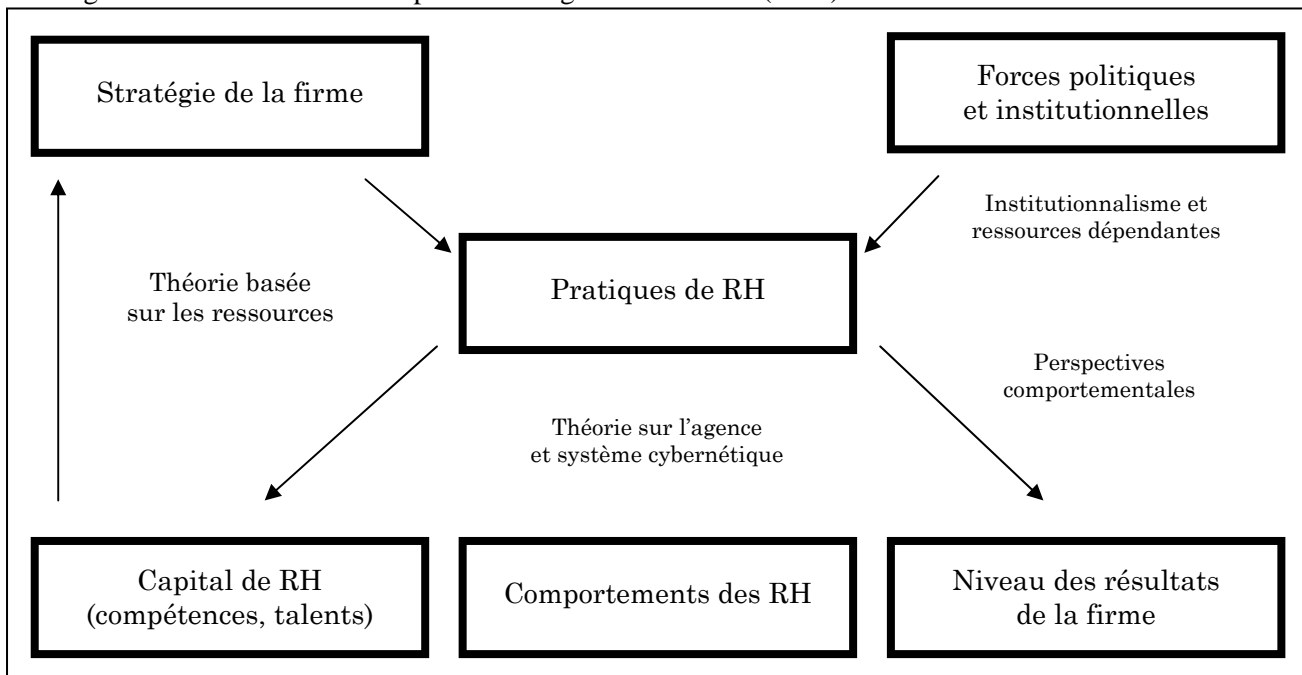 Stratégie de la firme
Forces politiques
et institutionnelles
Institutionnalisme et
ressources dépendantes
Pratiques de RH
Théorie basée
sur les ressources
Perspectives
comportementales
Théorie sur l’agence
et système cybernétique
Capital de RH
(compétences, talents)
Comportements des RH
Niveau des résultats
de la firme